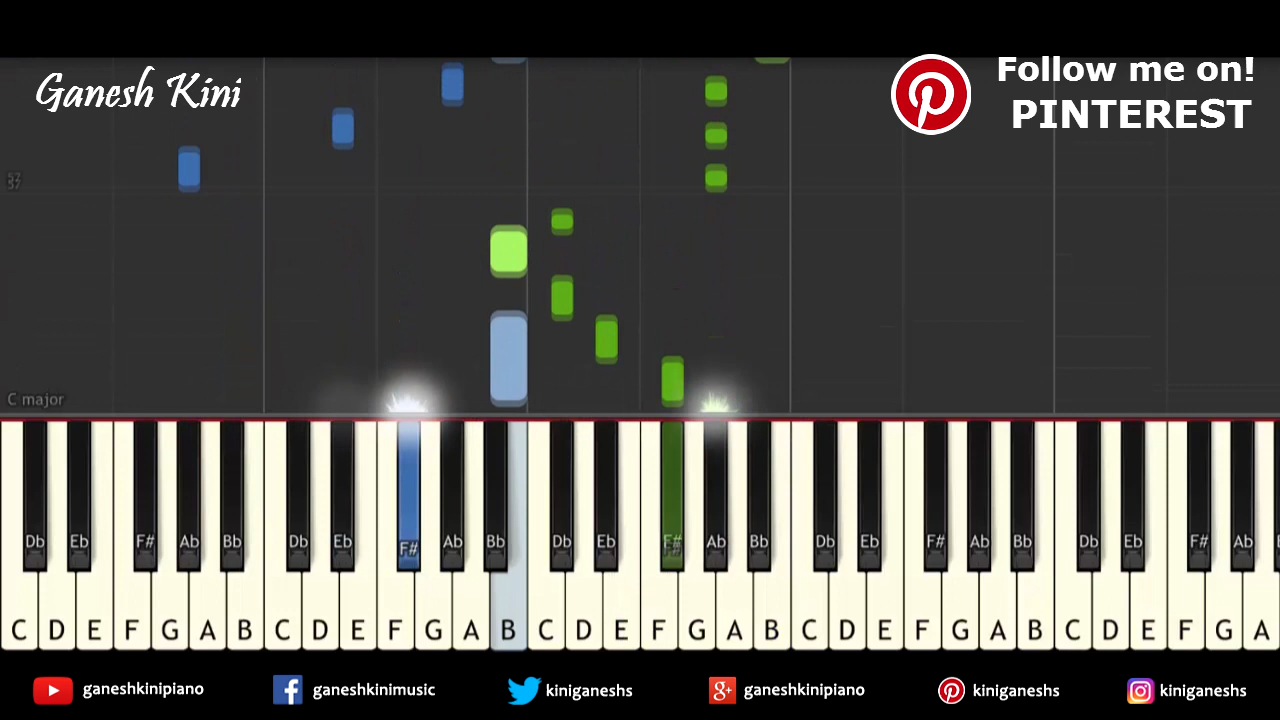 Ganesh Kini
Follow me on!
PINTEREST
57
C major
Db Eb F# Ab Bb Db Eb F# Ab Bb Db Eb F# Ab Bb Db Eb F# Ab Bb Db Eb F# Ab
C D E F G A B C D E F G A B C D E F G A B C D E F G A B C D E F G A
ganeshkinipiano ganeshkinimusic kiniganeshs ganeshkinipiano kiniganeshs kiniganeshs